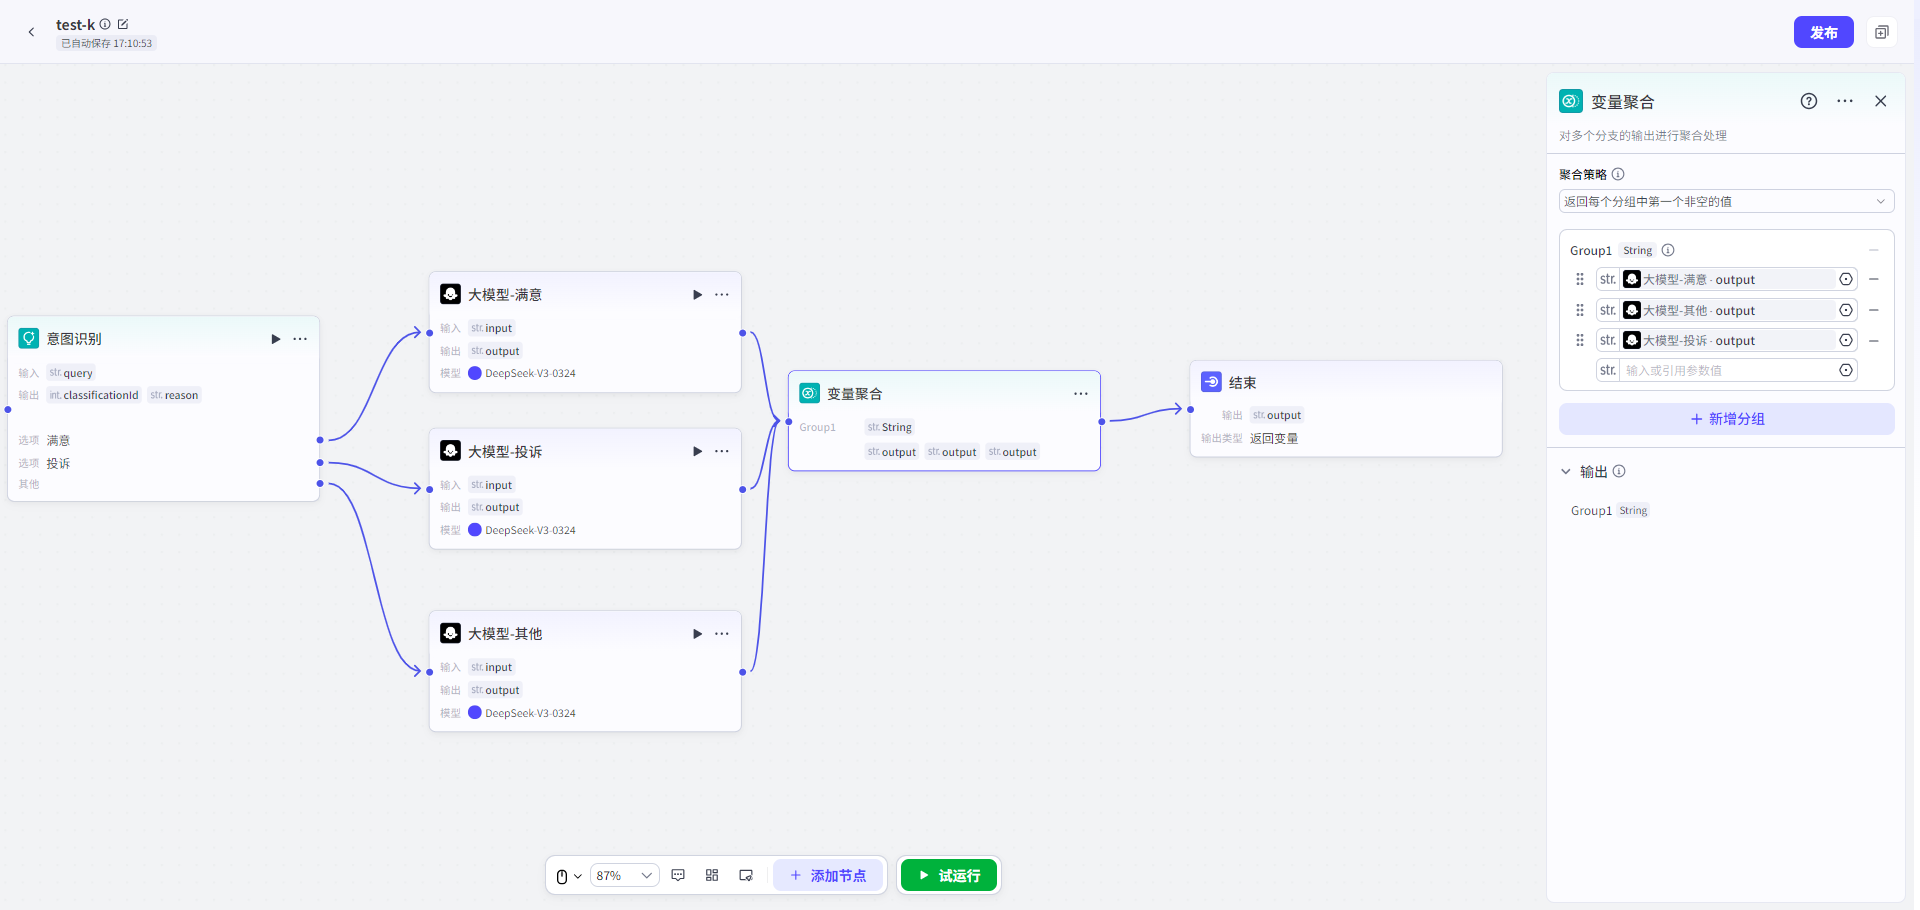 test-k
已自动保存 17:10:53
发布
意图识别
输入 str. query
输出 int. classificationId str. reason
选项 满意
选项 投诉
其他
大模型-满意
输入 str. input
输出 str. output
模型 DeepSeek-V3-0324
大模型-投诉
输入 str. input
输出 str. output
模型 DeepSeek-V3-0324
大模型-其他
输入 str. input
输出 str. output
模型 DeepSeek-V3-0324
变量聚合
Group1 str. String
str. output str. output str. output
结束
输出 str. output
输出类型 返回变量
87%
添加节点
试运行
变量聚合
对多个分支的输出进行聚合处理
聚合策略
返回每个分组中第一个非空的值
Group1 String
str. 大模型-满意 · output
str. 大模型-其他 · output
str. 大模型-投诉 · output
str. 输入或引用参数值
新增分组
输出
Group1 String